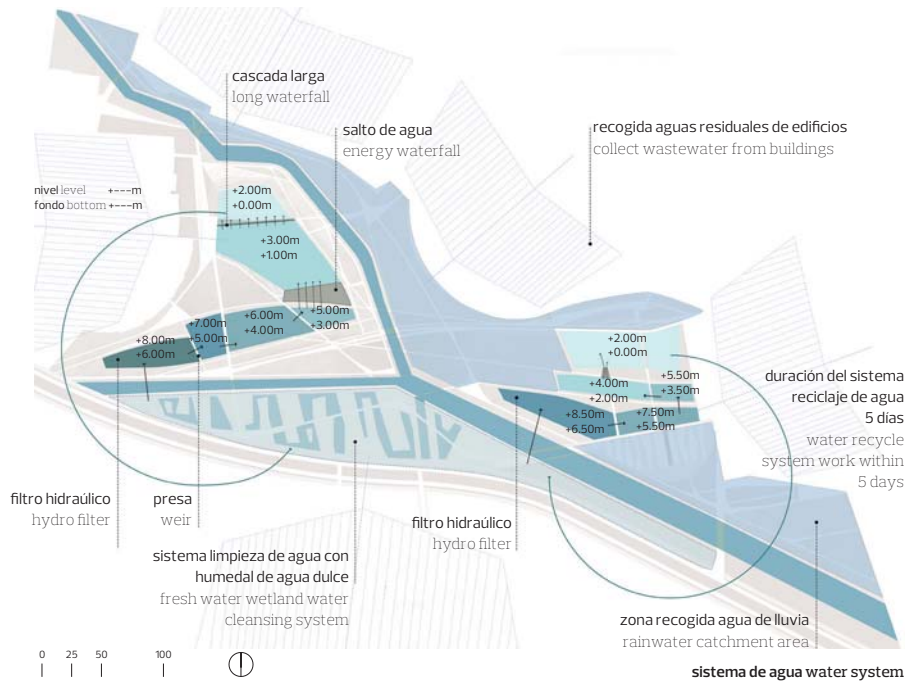 cascada larga
long waterfall
salto de agua
energy waterfall
recogida aguas residuales de edificios
collect wastewater from buildings
nivel level +---m
fondo bottom +---m
+2.00m
+0.00m
+3.00m
+1.00m
+5.00m
+3.00m
+6.00m
+4.00m
+7.00m
+5.00m
+8.00m
+6.00m
+2.00m
+0.00m
+4.00m
+2.00m
+5.50m
+3.50m
+7.50m
+5.50m
+8.50m
+6.50m
duración del sistema
reciclaje de agua
5 días
water recycle
system work within
5 days
filtro hidraúlico
hydro filter
presa
weir
sistema limpieza de agua con
humedal de agua dulce
fresh water wetland water
cleansing system
filtro hidraúlico
hydro filter
zona recogida agua de lluvia
rainwater catchment area
0 25 50 100
sistema de agua water system